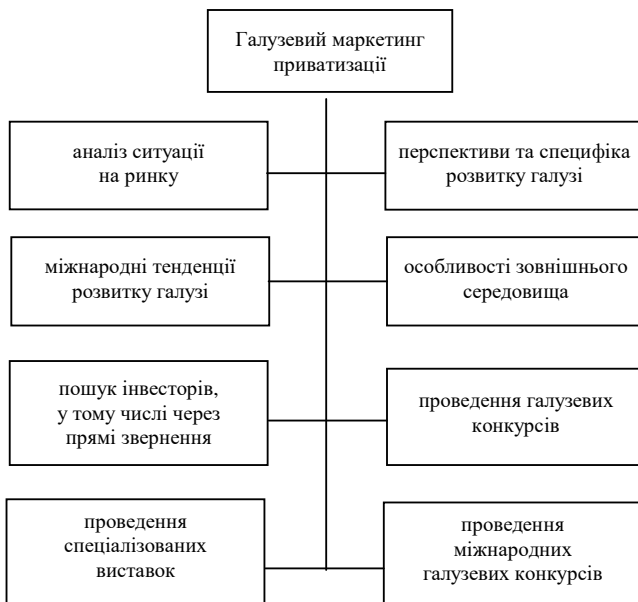 Галузевий маркетинг
приватизації
аналіз ситуації
на ринку
перспективи та специфіка
розвитку галузі
міжнародні тенденції
розвитку галузі
особливості зовнішнього
середовища
пошук інвесторів,
у тому числі через
прямі звернення
проведення галузевих
конкурсів
проведення
спеціалізованих
виставок
проведення
міжнародних
галузевих конкурсів